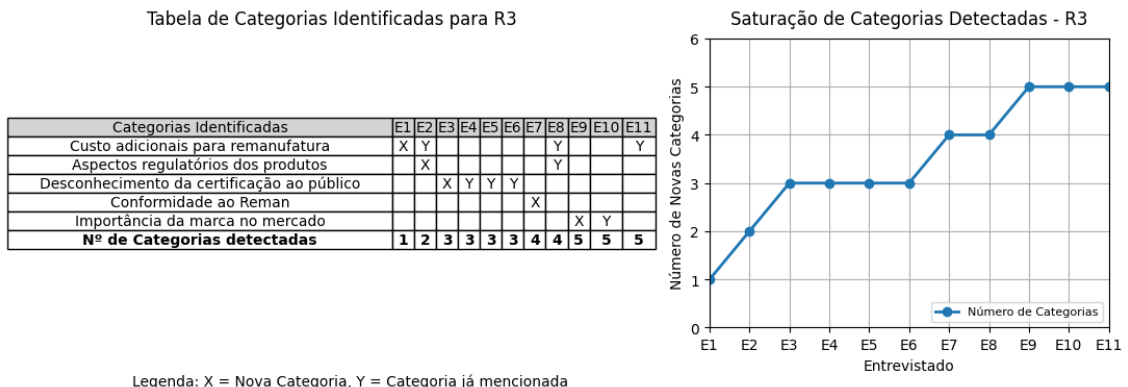 Tabela de Categorias Identificadas para R3
Categorias Identificadas E1 E2 E3 E4 E5 E6 E7 E8 E9 E10 E11
Custo adicionais para remanufatura X Y Y Y
Aspectos regulatórios dos produtos X Y
Desconhecimento da certificação ao público X Y Y Y
Conformidade ao Reman X
Importância da marca no mercado X Y
Nº de Categorias detectadas 1 2 3 3 3 3 4 4 5 5 5
Legenda: X = Nova Categoria, Y = Categoria já mencionada
Saturação de Categorias Detectadas - R3
Número de Novas Categorias
6
5
4
3
2
1
0
Número de Categorias
E1 E2 E3 E4 E5 E6 E7 E8 E9 E10 E11
Entrevistado